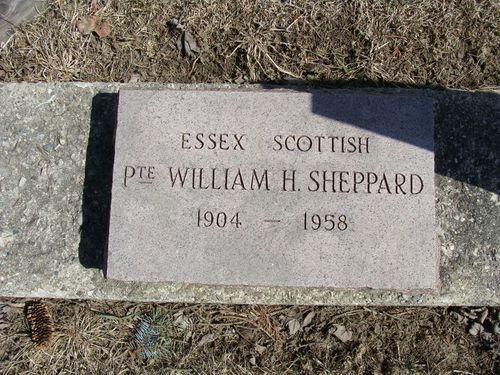 ESSEX SCOTTISH
PTE WILLIAM H. SHEPPARD
1904 — 1958